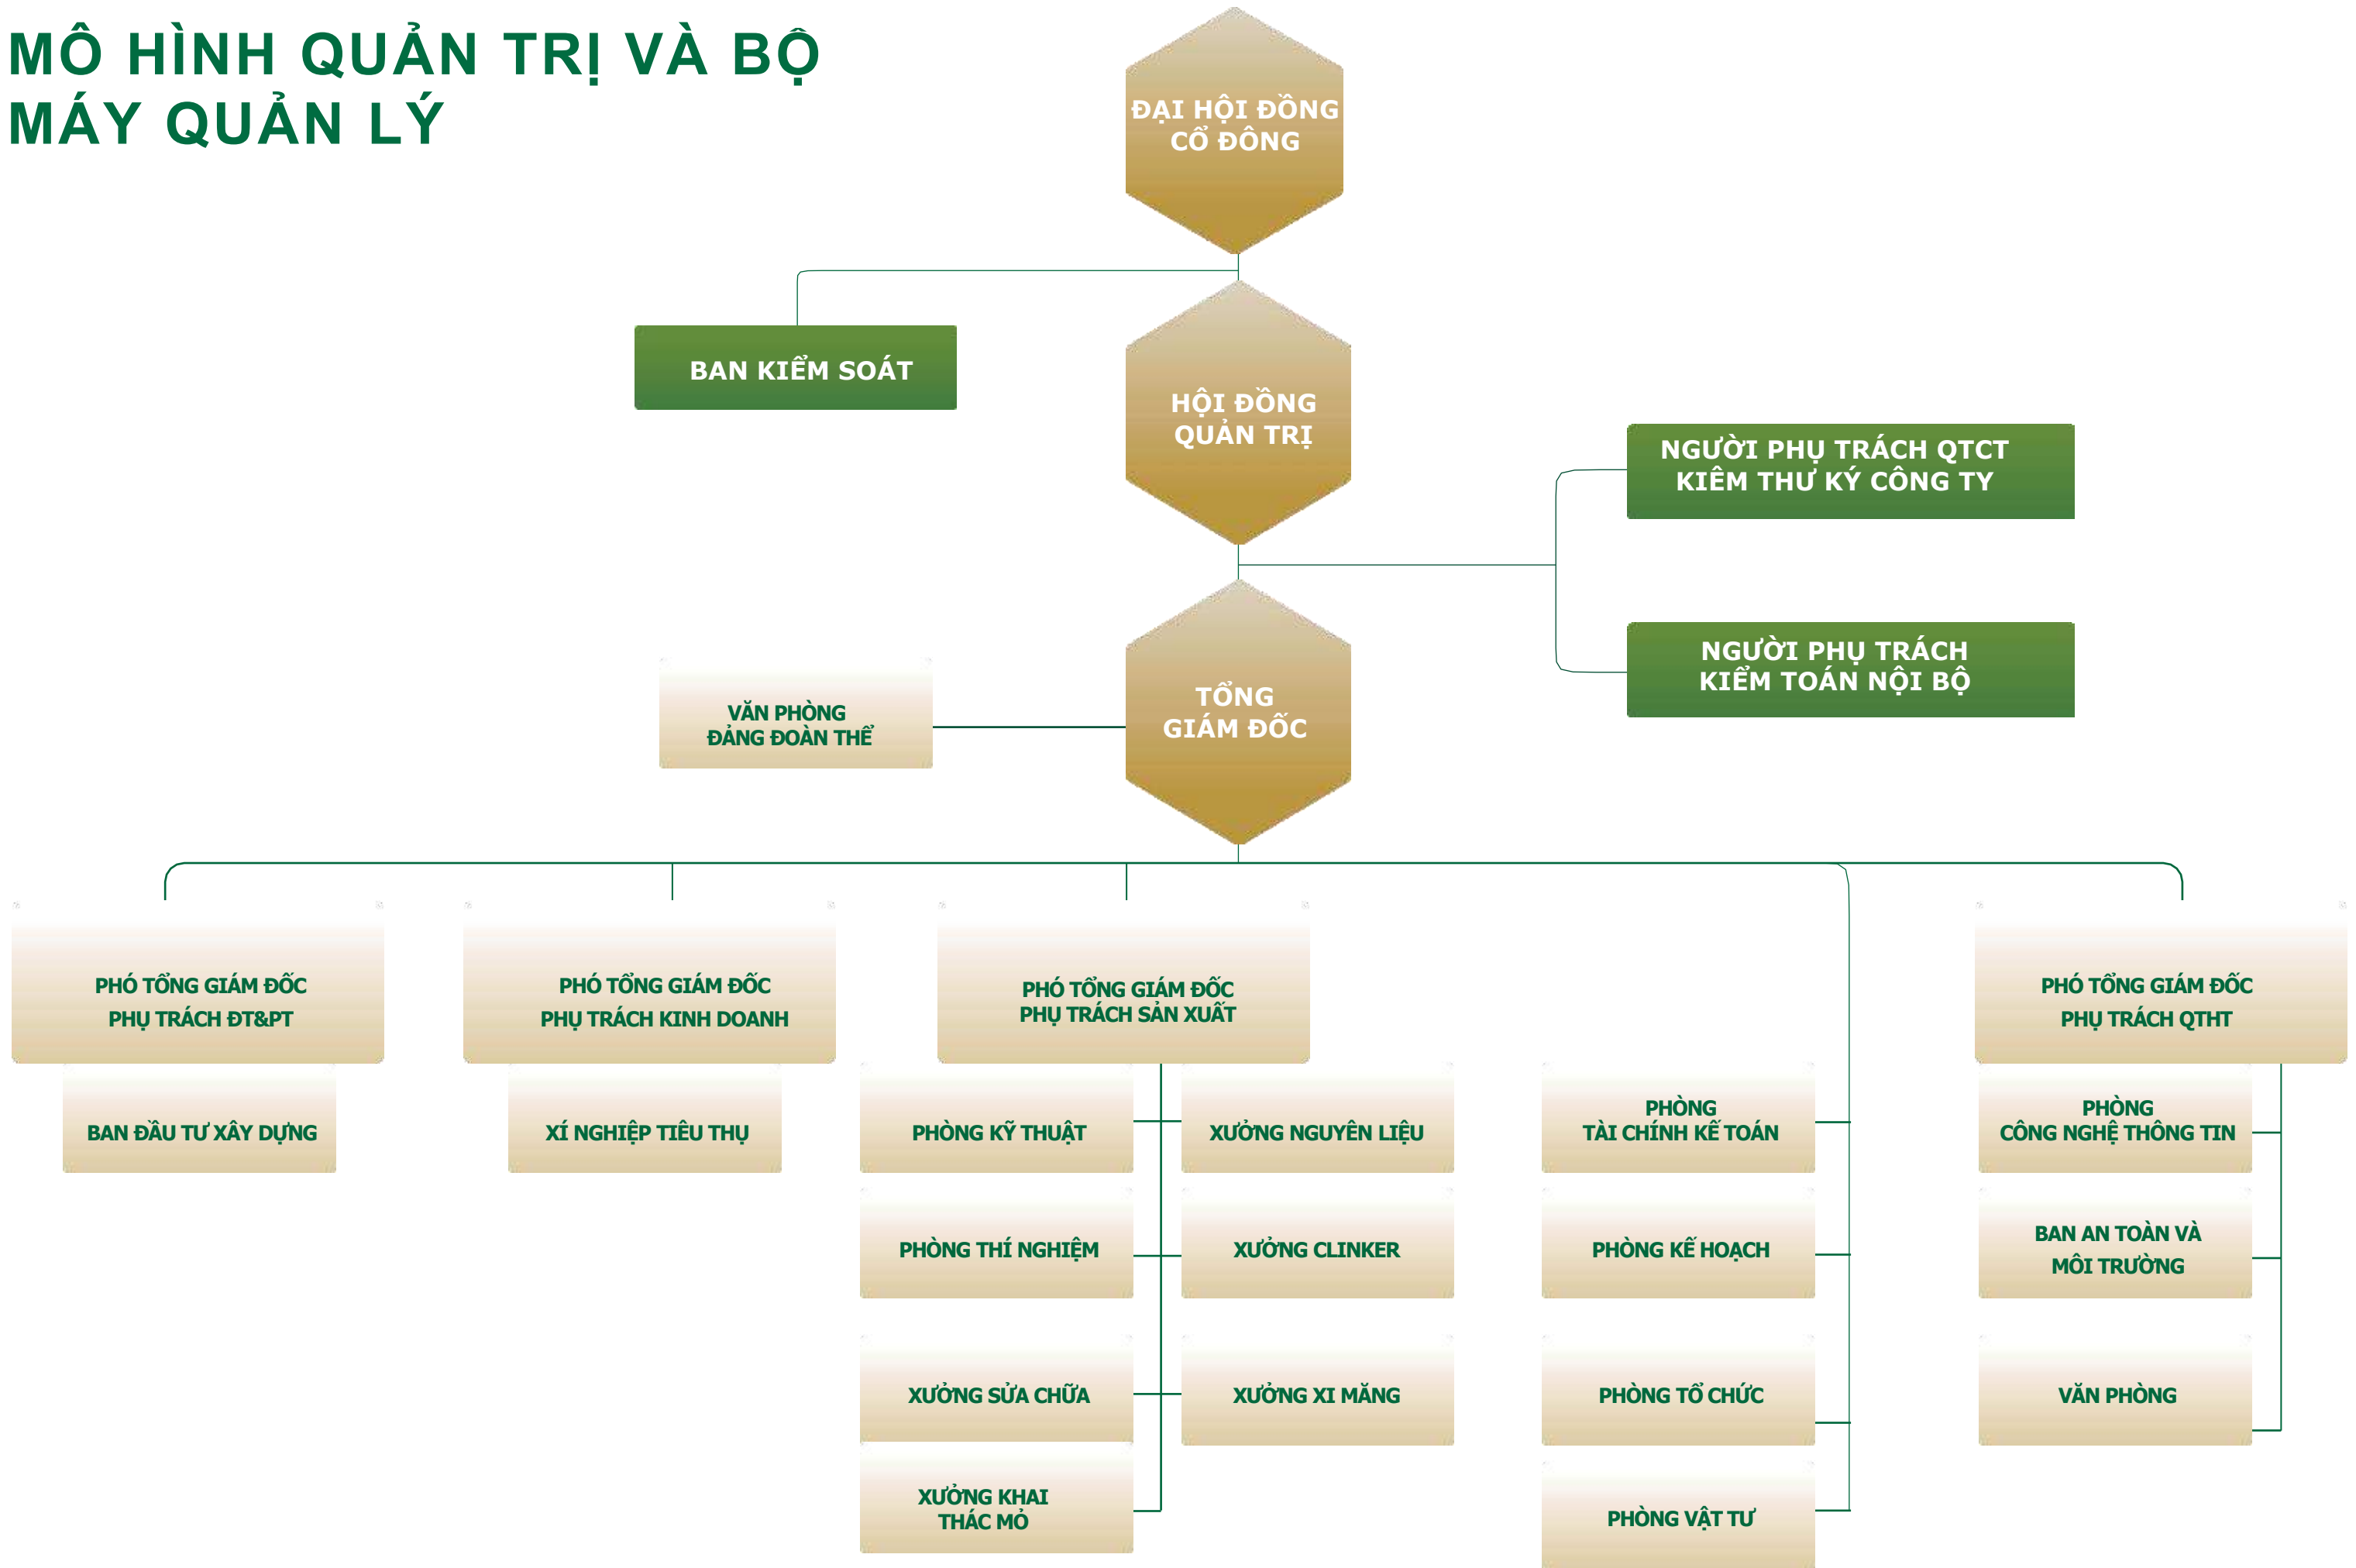 MÔ HÌNH QUẢN TRỊ VÀ BỘ
MÁY QUẢN LÝ
ĐẠI HỘI ĐỒNG
CỔ ĐÔNG
BAN KIỂM SOÁT
HỘI ĐỒNG
QUẢN TRỊ
NGƯỜI PHỤ TRÁCH QTCT
KIÊM THƯ KÝ CÔNG TY
NGƯỜI PHỤ TRÁCH
KIỂM TOÁN NỘI BỘ
VĂN PHÒNG
ĐẢNG ĐOÀN THỂ
TỔNG
GIÁM ĐỐC
PHÓ TỔNG GIÁM ĐỐC
PHỤ TRÁCH ĐT&PT
PHÓ TỔNG GIÁM ĐỐC
PHỤ TRÁCH KINH DOANH
PHÓ TỔNG GIÁM ĐỐC
PHỤ TRÁCH SẢN XUẤT
PHÓ TỔNG GIÁM ĐỐC
PHỤ TRÁCH QTHT
BAN ĐẦU TƯ XÂY DỰNG
XÍ NGHIỆP TIÊU THỤ
PHÒNG KỸ THUẬT
XƯỞNG NGUYÊN LIỆU
PHÒNG
TÀI CHÍNH KẾ TOÁN
PHÒNG
CÔNG NGHỆ THÔNG TIN
PHÒNG THÍ NGHIỆM
XƯỞNG CLINKER
PHÒNG KẾ HOẠCH
BAN AN TOÀN VÀ
MÔI TRƯỜNG
XƯỞNG SỬA CHỮA
XƯỞNG XI MĂNG
PHÒNG TỔ CHỨC
VĂN PHÒNG
XƯỞNG KHAI
THÁC MỎ
PHÒNG VẬT TƯ